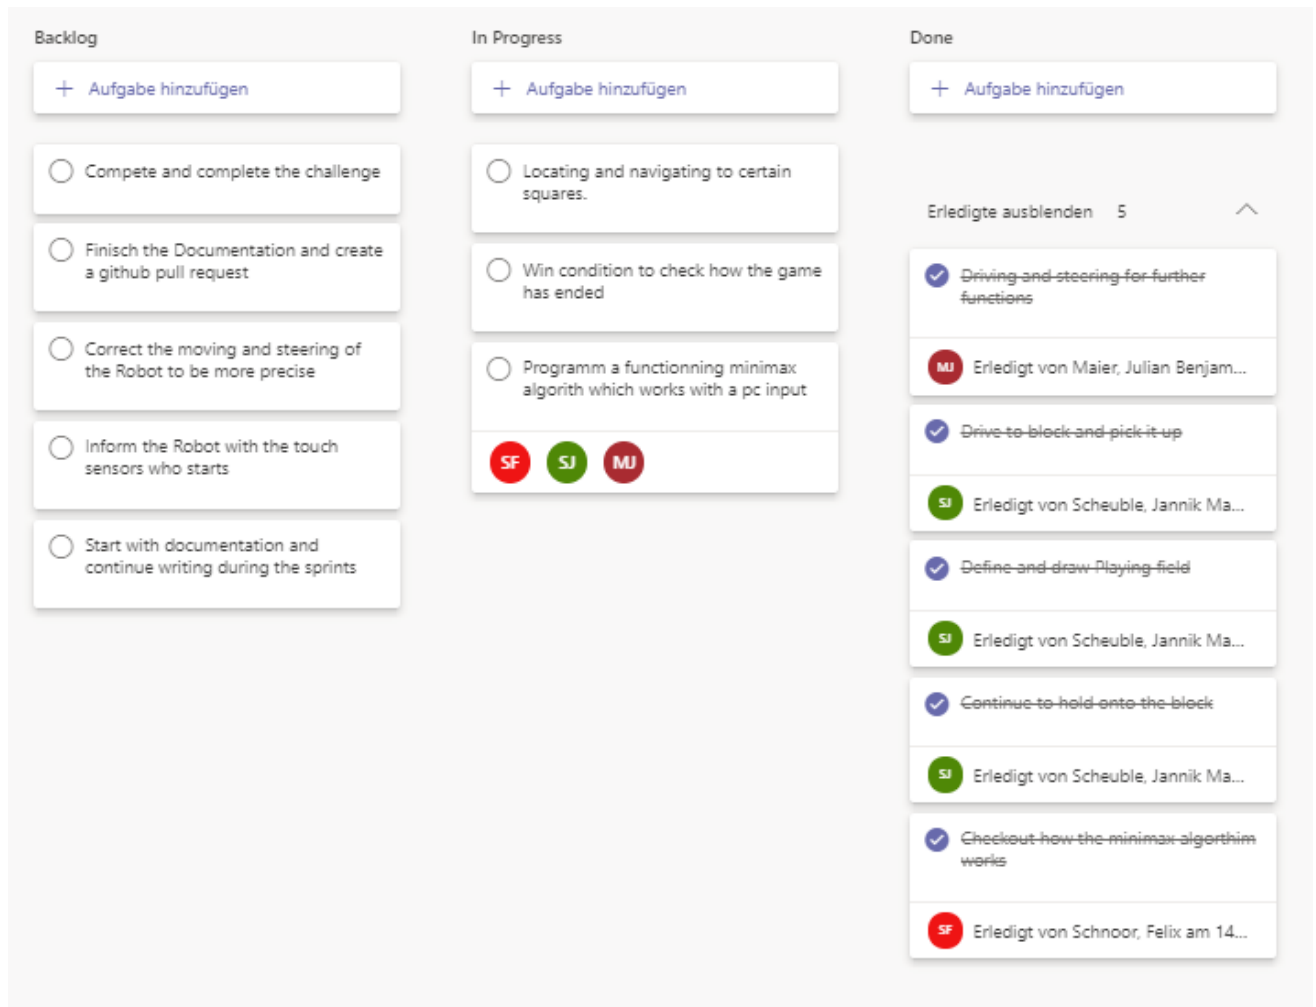 Backlog
+ Aufgabe hinzufügen
Compete and complete the challenge
Finisch the Documentation and create
a github pull request
Correct the moving and steering of
the Robot to be more precise
Inform the Robot with the touch
sensors who starts
Start with documentation and
continue writing during the sprints
In Progress
+ Aufgabe hinzufügen
Locating and navigating to certain
squares.
Win condition to check how the game
has ended
Programm a functionning minimax
algorith which works with a pc input
SF SJ MJ
Done
+ Aufgabe hinzufügen
Erledigte ausblenden 5
Driving and steering for further
functions
MJ Erledigt von Maier, Julian Benjam...
Drive to block and pick it up
SJ Erledigt von Scheuble, Jannik Ma...
Define and draw Playing field
SJ Erledigt von Scheuble, Jannik Ma...
Continue to hold onto the block
SJ Erledigt von Scheuble, Jannik Ma...
Checkout how the minimax algorthim
works
SF Erledigt von Schnoor, Felix am 14...